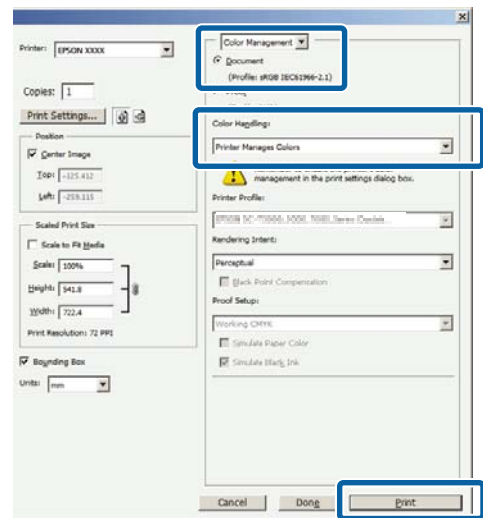 Printer: EPSON XXXX
Copies: 1
Print Settings...
Position
Center Image
Top: -125.412
Left: -259.115
Scaled Print Size
Scale to Fit Media
Scale: 100%
Height: 541.8
Width: 722.4
Print Resolution: 72 PPI
Bounding Box
Units: mm
Color Management
Document
(Profile: sRGB IEC61966-2.1)
Color Handling:
Printer Manages Colors
management in the print settings dialog box.
Printer Profile:
Rendering Intent:
Perceptual
Black Point Compensation
Proof Setup:
Working CMYK
Simulate Paper Color
Simulate Black Ink
Cancel
Done
Print